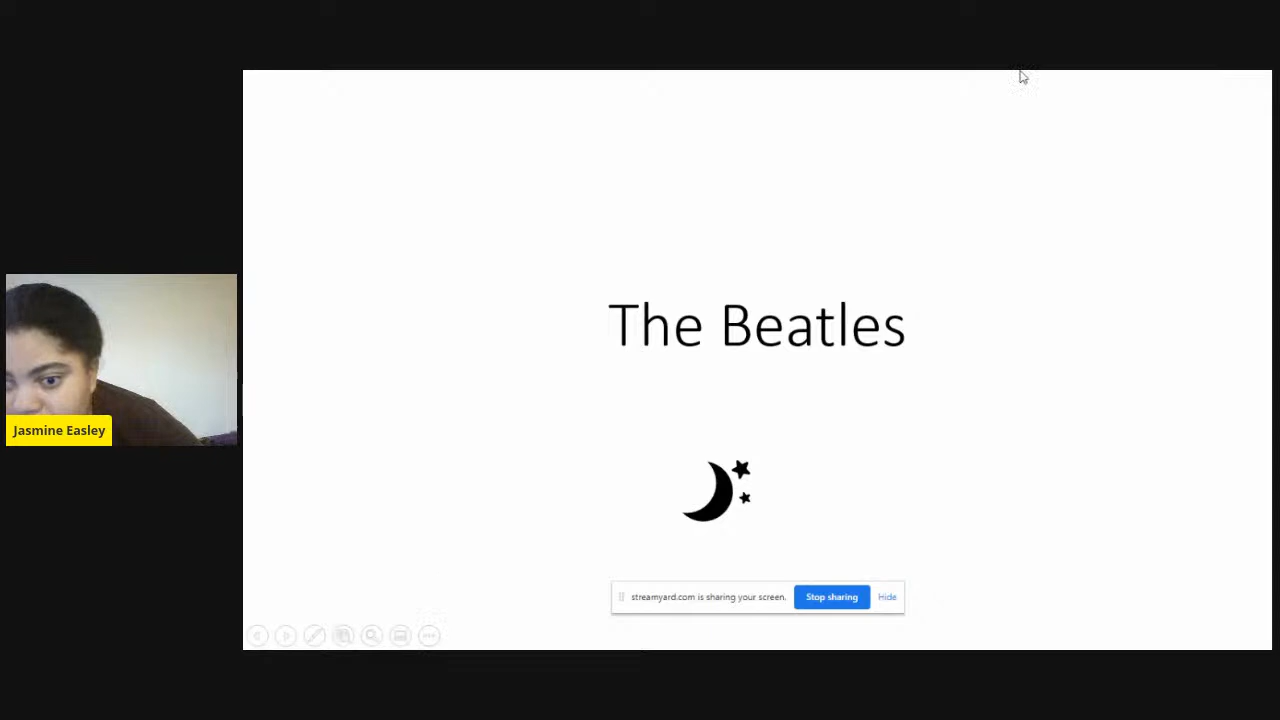 The Beatles
Jasmine Easley
streamyard.com is sharing your screen. Stop sharing Hide